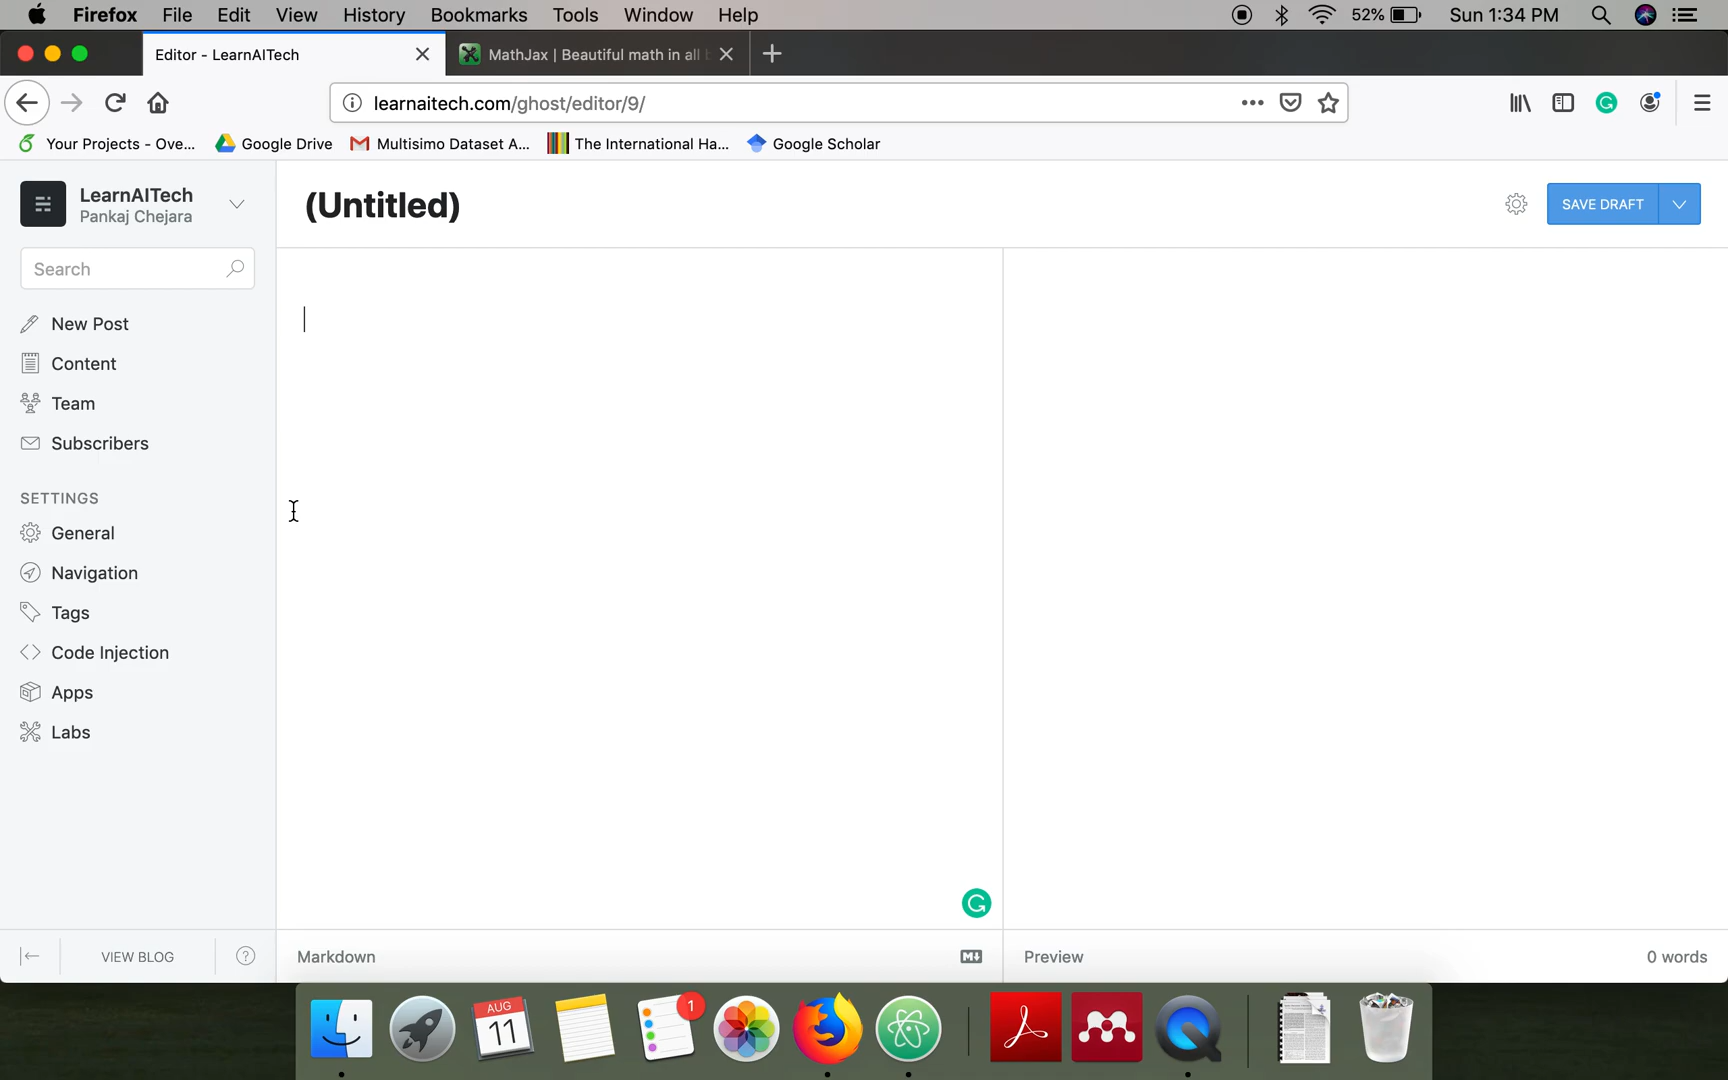 Firefox File Edit View History Bookmarks Tools Window Help 52% Sun 1:34 PM
Editor - LearnAITech MathJax | Beautiful math in all
learnaitech.com/ghost/editor/9/
Your Projects - Ove... Google Drive Multisimo Dataset A... The International Ha... Google Scholar
LearnAITech
Pankaj Chejara
(Untitled)
SAVE DRAFT
Search
New Post
Content
Team
Subscribers
SETTINGS
General
Navigation
Tags
Code Injection
Apps
Labs
VIEW BLOG ? Markdown M Preview 0 words
AUG
11
1